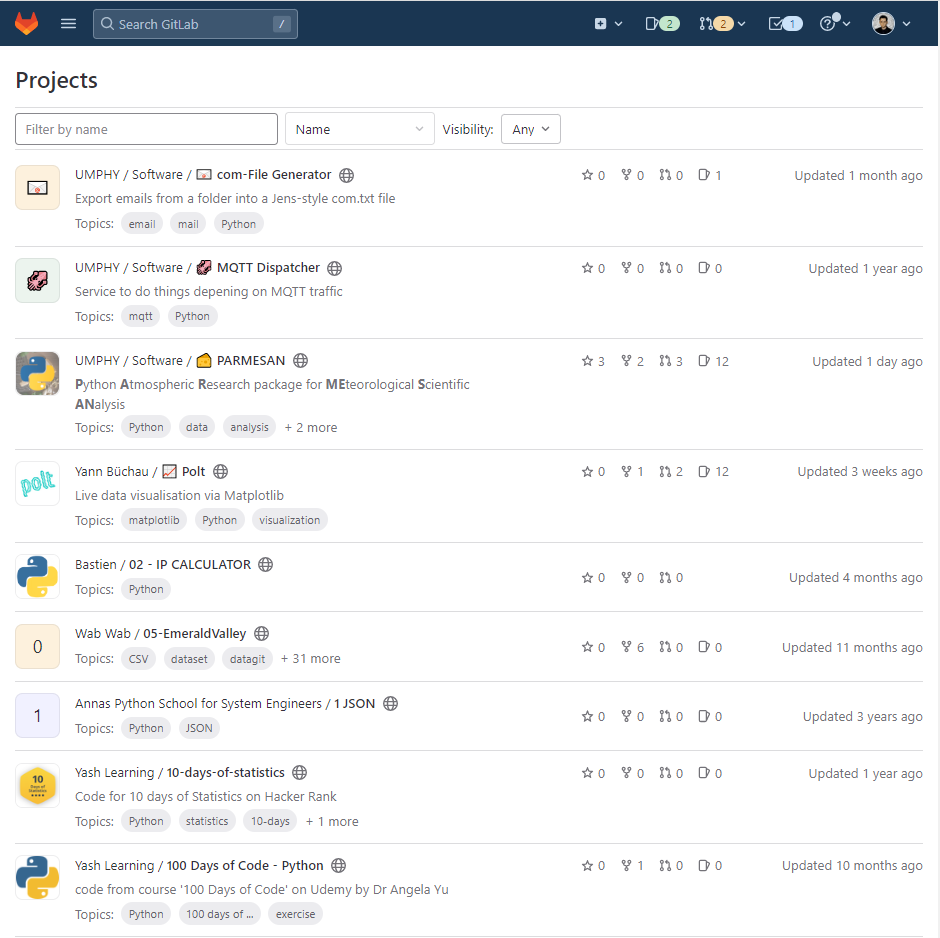 Search GitLab /
2 2 1
Projects
Filter by name Name Visibility: Any
UMPHY / Software / com-File Generator 0 0 0 1 Updated 1 month ago
Export emails from a folder into a Jens-style com.txt file
Topics: email mail Python
UMPHY / Software / MQTT Dispatcher 0 0 0 0 Updated 1 year ago
Service to do things depening on MQTT traffic
Topics: mqtt Python
UMPHY / Software / PARMESAN 3 2 3 12 Updated 1 day ago
Python Atmospheric Research package for MEteorological Scientific
ANalysis
Topics: Python data analysis + 2 more
polt
Yann Büchau / Polt 0 1 2 12 Updated 3 weeks ago
Live data visualisation via Matplotlib
Topics: matplotlib Python visualization
Bastien / 02 - IP CALCULATOR 0 0 0 Updated 4 months ago
Topics: Python
0
Wab Wab / 05-EmeraldValley 0 6 0 0 Updated 11 months ago
Topics: CSV dataset datagit + 31 more
1
Annas Python School for System Engineers / 1 JSON 0 0 0 0 Updated 3 years ago
Topics: Python JSON
10
Days of
Statistics
Yash Learning / 10-days-of-statistics 0 0 0 0 Updated 1 year ago
Code for 10 days of Statistics on Hacker Rank
Topics: Python statistics 10-days + 1 more
Yash Learning / 100 Days of Code - Python 0 1 0 0 Updated 10 months ago
code from course '100 Days of Code' on Udemy by Dr Angela Yu
Topics: Python 100 days of ... exercise